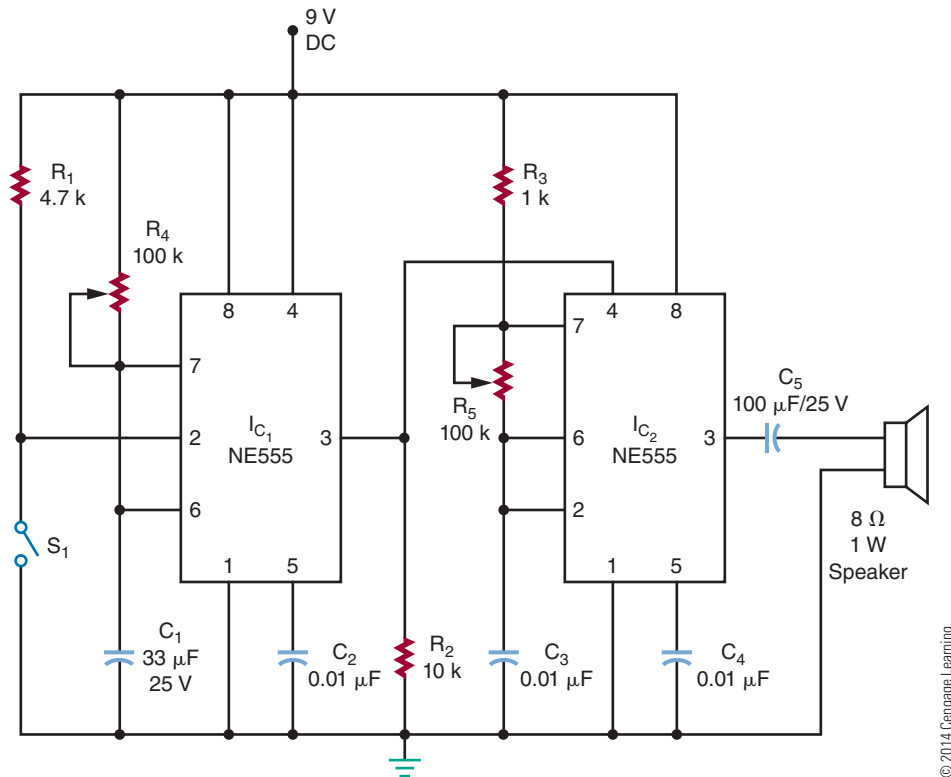 9 V
DC
R1
4.7 k
R4
100 k
R3
1 k
8
4
7
2
6
1
5
3
IC1
NE555
S1
C1
33 μF
25 V
C2
0.01 μF
R2
10 k
4
8
7
6
2
1
5
3
R5
100 k
IC2
NE555
C5
100 μF/25 V
8 Ω
1 W
Speaker
C3
0.01 μF
C4
0.01 μF
© 2014 Cengage Learning